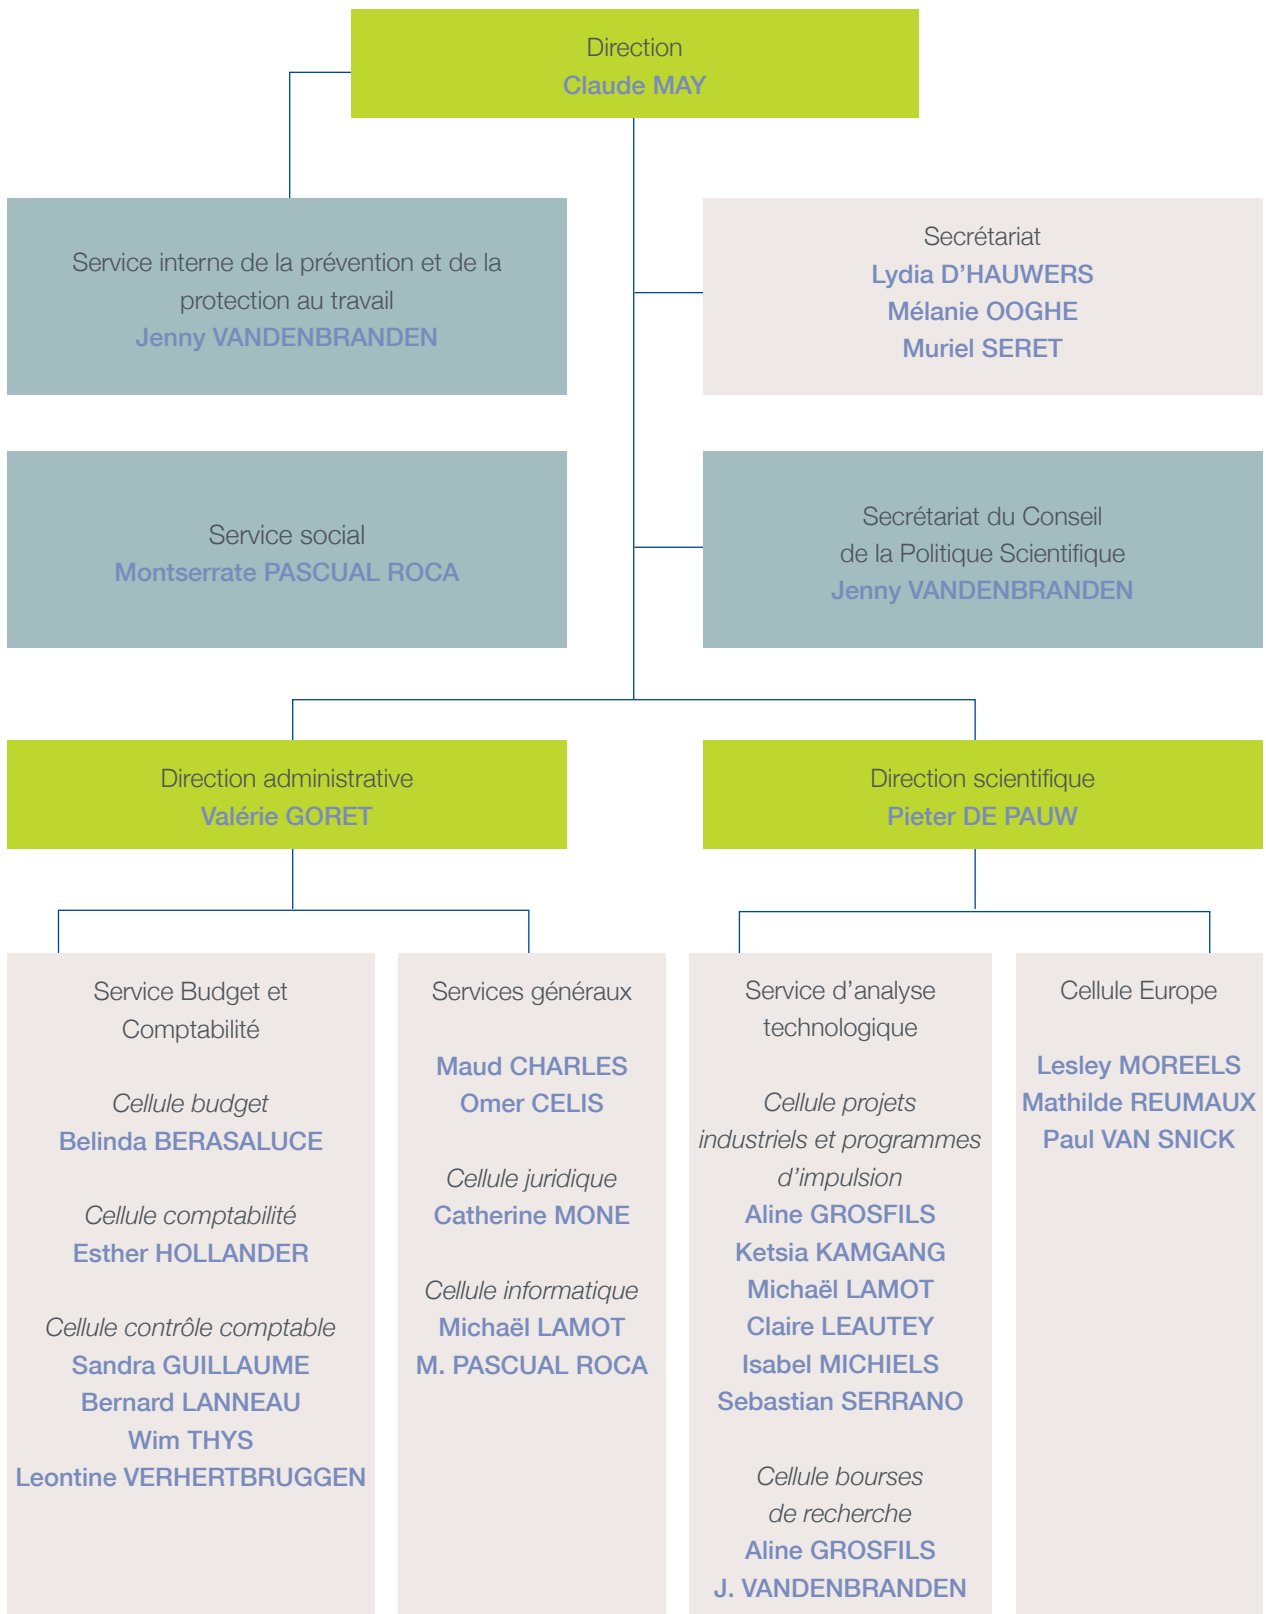 Direction
Claude MAY
Service interne de la prévention et de la
protection au travail
Jenny VANDENBRANDEN
Secrétariat
Lydia D’HAUWERS
Mélanie OOGHE
Muriel SERET
Service social
Montserrate PASCUAL ROCA
Secrétariat du Conseil
de la Politique Scientifique
Jenny VANDENBRANDEN
Direction administrative
Valérie GORET
Direction scientifique
Pieter DE PAUW
Service Budget et
Comptabilité
Cellule budget
Belinda BERASALUCE
Cellule comptabilité
Esther HOLLANDER
Cellule contrôle comptable
Sandra GUILLAUME
Bernard LANNEAU
Wim THYS
Leontine VERHERTBRUGGEN
Services généraux
Maud CHARLES
Omer CELIS
Cellule juridique
Catherine MONE
Cellule informatique
Michaël LAMOT
M. PASCUAL ROCA
Service d’analyse
technologique
Cellule projets
industriels et programmes
d’impulsion
Aline GROSFILS
Ketsia KAMGANG
Michaël LAMOT
Claire LEAUTEY
Isabel MICHIELS
Sebastian SERRANO
Cellule bourses
de recherche
Aline GROSFILS
J. VANDENBRANDEN
Cellule Europe
Lesley MOREELS
Mathilde REUMAUX
Paul VAN SNICK